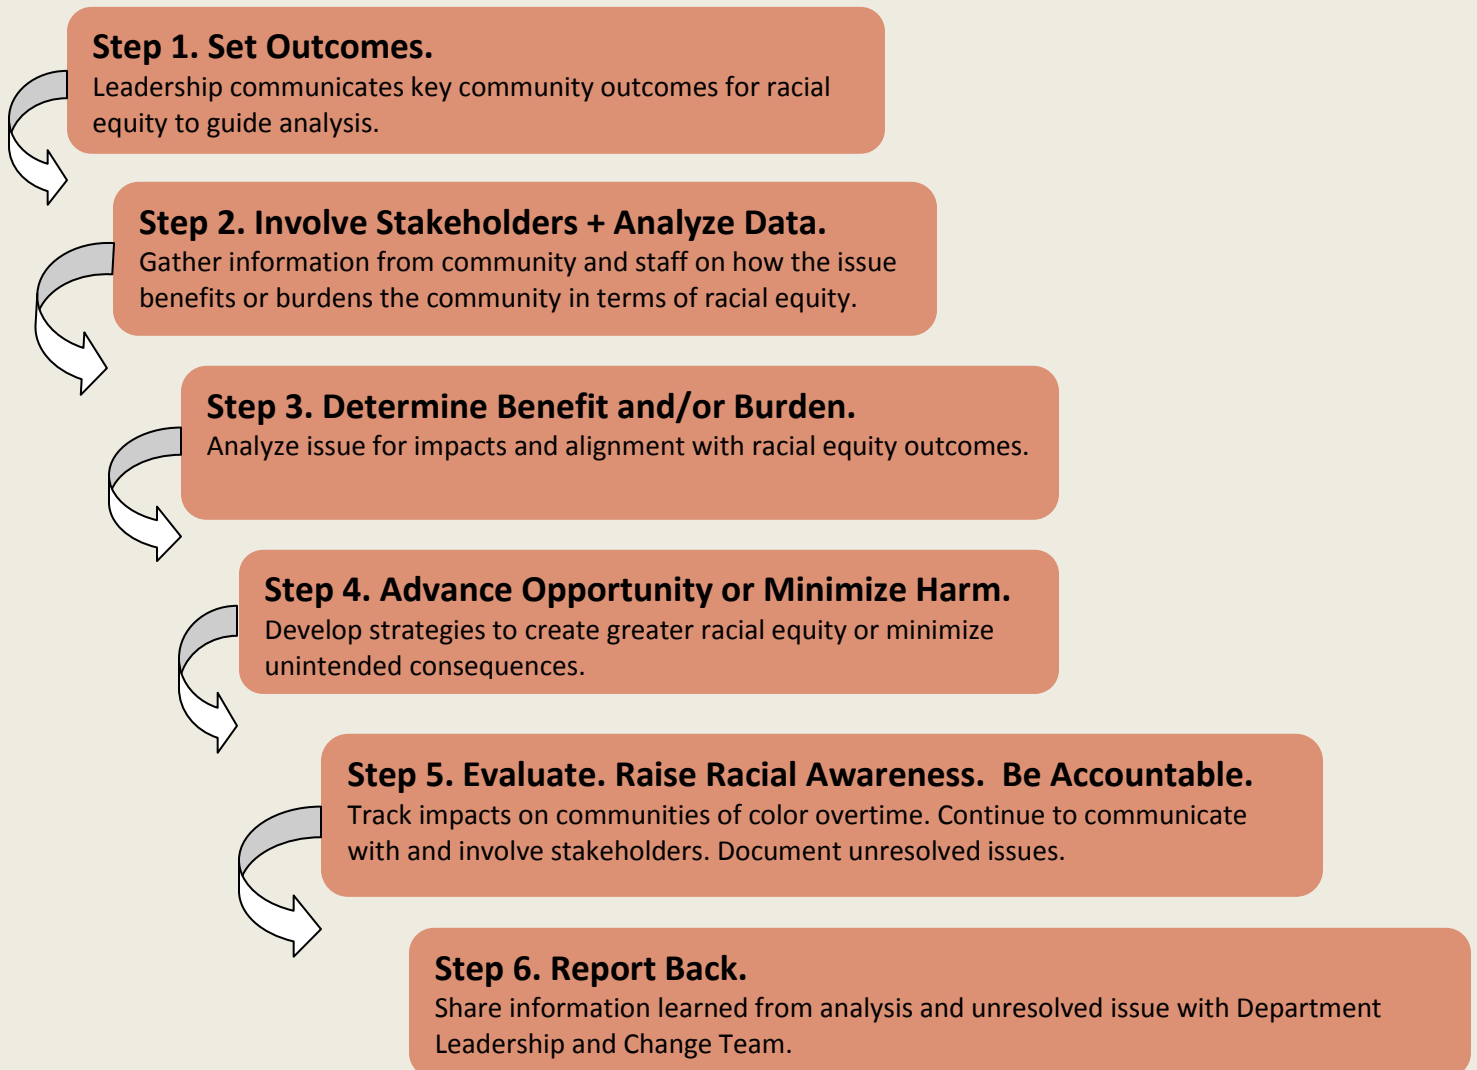 Step 1. Set Outcomes.
Leadership communicates key community outcomes for racial
equity to guide analysis.
Step 2. Involve Stakeholders + Analyze Data.
Gather information from community and staff on how the issue
benefits or burdens the community in terms of racial equity.
Step 3. Determine Benefit and/or Burden.
Analyze issue for impacts and alignment with racial equity outcomes.
Step 4. Advance Opportunity or Minimize Harm.
Develop strategies to create greater racial equity or minimize
unintended consequences.
Step 5. Evaluate. Raise Racial Awareness.  Be Accountable.
Track impacts on communities of color overtime. Continue to communicate
with and involve stakeholders. Document unresolved issues.
Step 6. Report Back.
Share information learned from analysis and unresolved issue with Department
Leadership and Change Team.